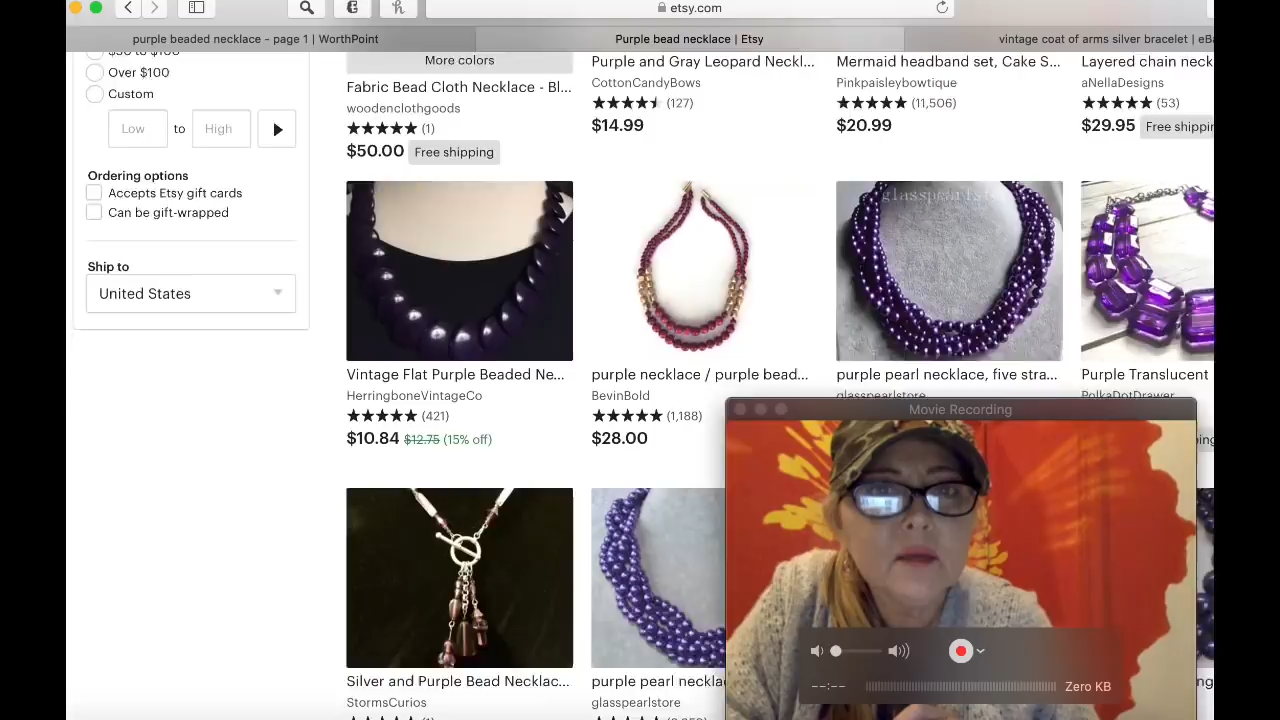 etsy.com
purple beaded necklace - page 1 | WorthPoint
Purple bead necklace | Etsy
vintage coat of arms silver bracelet | eBa
Over $100
Custom
Low to High
Ordering options
Accepts Etsy gift cards
Can be gift-wrapped
Ship to
United States
More colors
Fabric Bead Cloth Necklace - Bl...
woodenclothgoods
(1)
$50.00 Free shipping
Purple and Gray Leopard Neckl...
CottonCandyBows
(127)
$14.99
Mermaid headband set, Cake S...
Pinkpaisleybowtique
(11,506)
$20.99
Layered chain neck
aNellaDesigns
(53)
$29.95 Free shippin
Vintage Flat Purple Beaded Ne...
HerringboneVintageCo
(421)
$10.84 $12.75 (15% off)
purple necklace / purple bead...
BevinBold
(1,188)
$28.00
glasspearlst
purple pearl necklace, five stra...
glasspearlstore
Purple Translucent
PolkaDotDrawer
Silver and Purple Bead Necklac...
StormsCurios
(1)
purple pearl neckla
glasspearlstore
Movie Recording
--:--
Zero KB